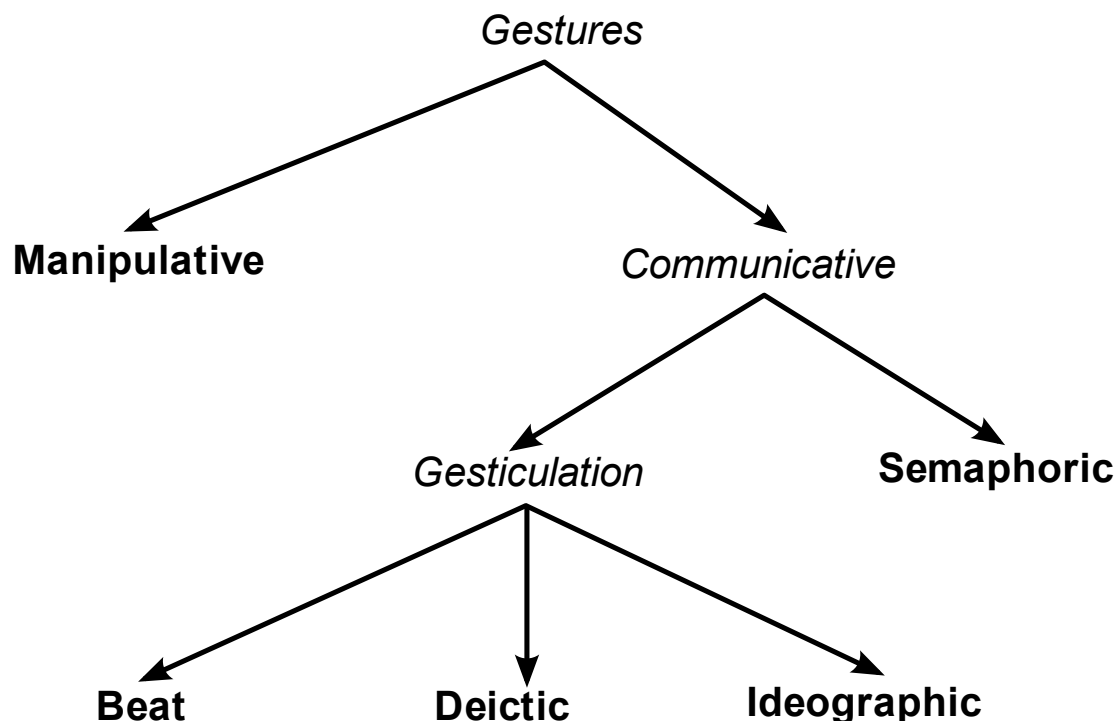 Gestures
Manipulative
Communicative
Gesticulation
Semaphoric
Beat
Deictic
Ideographic